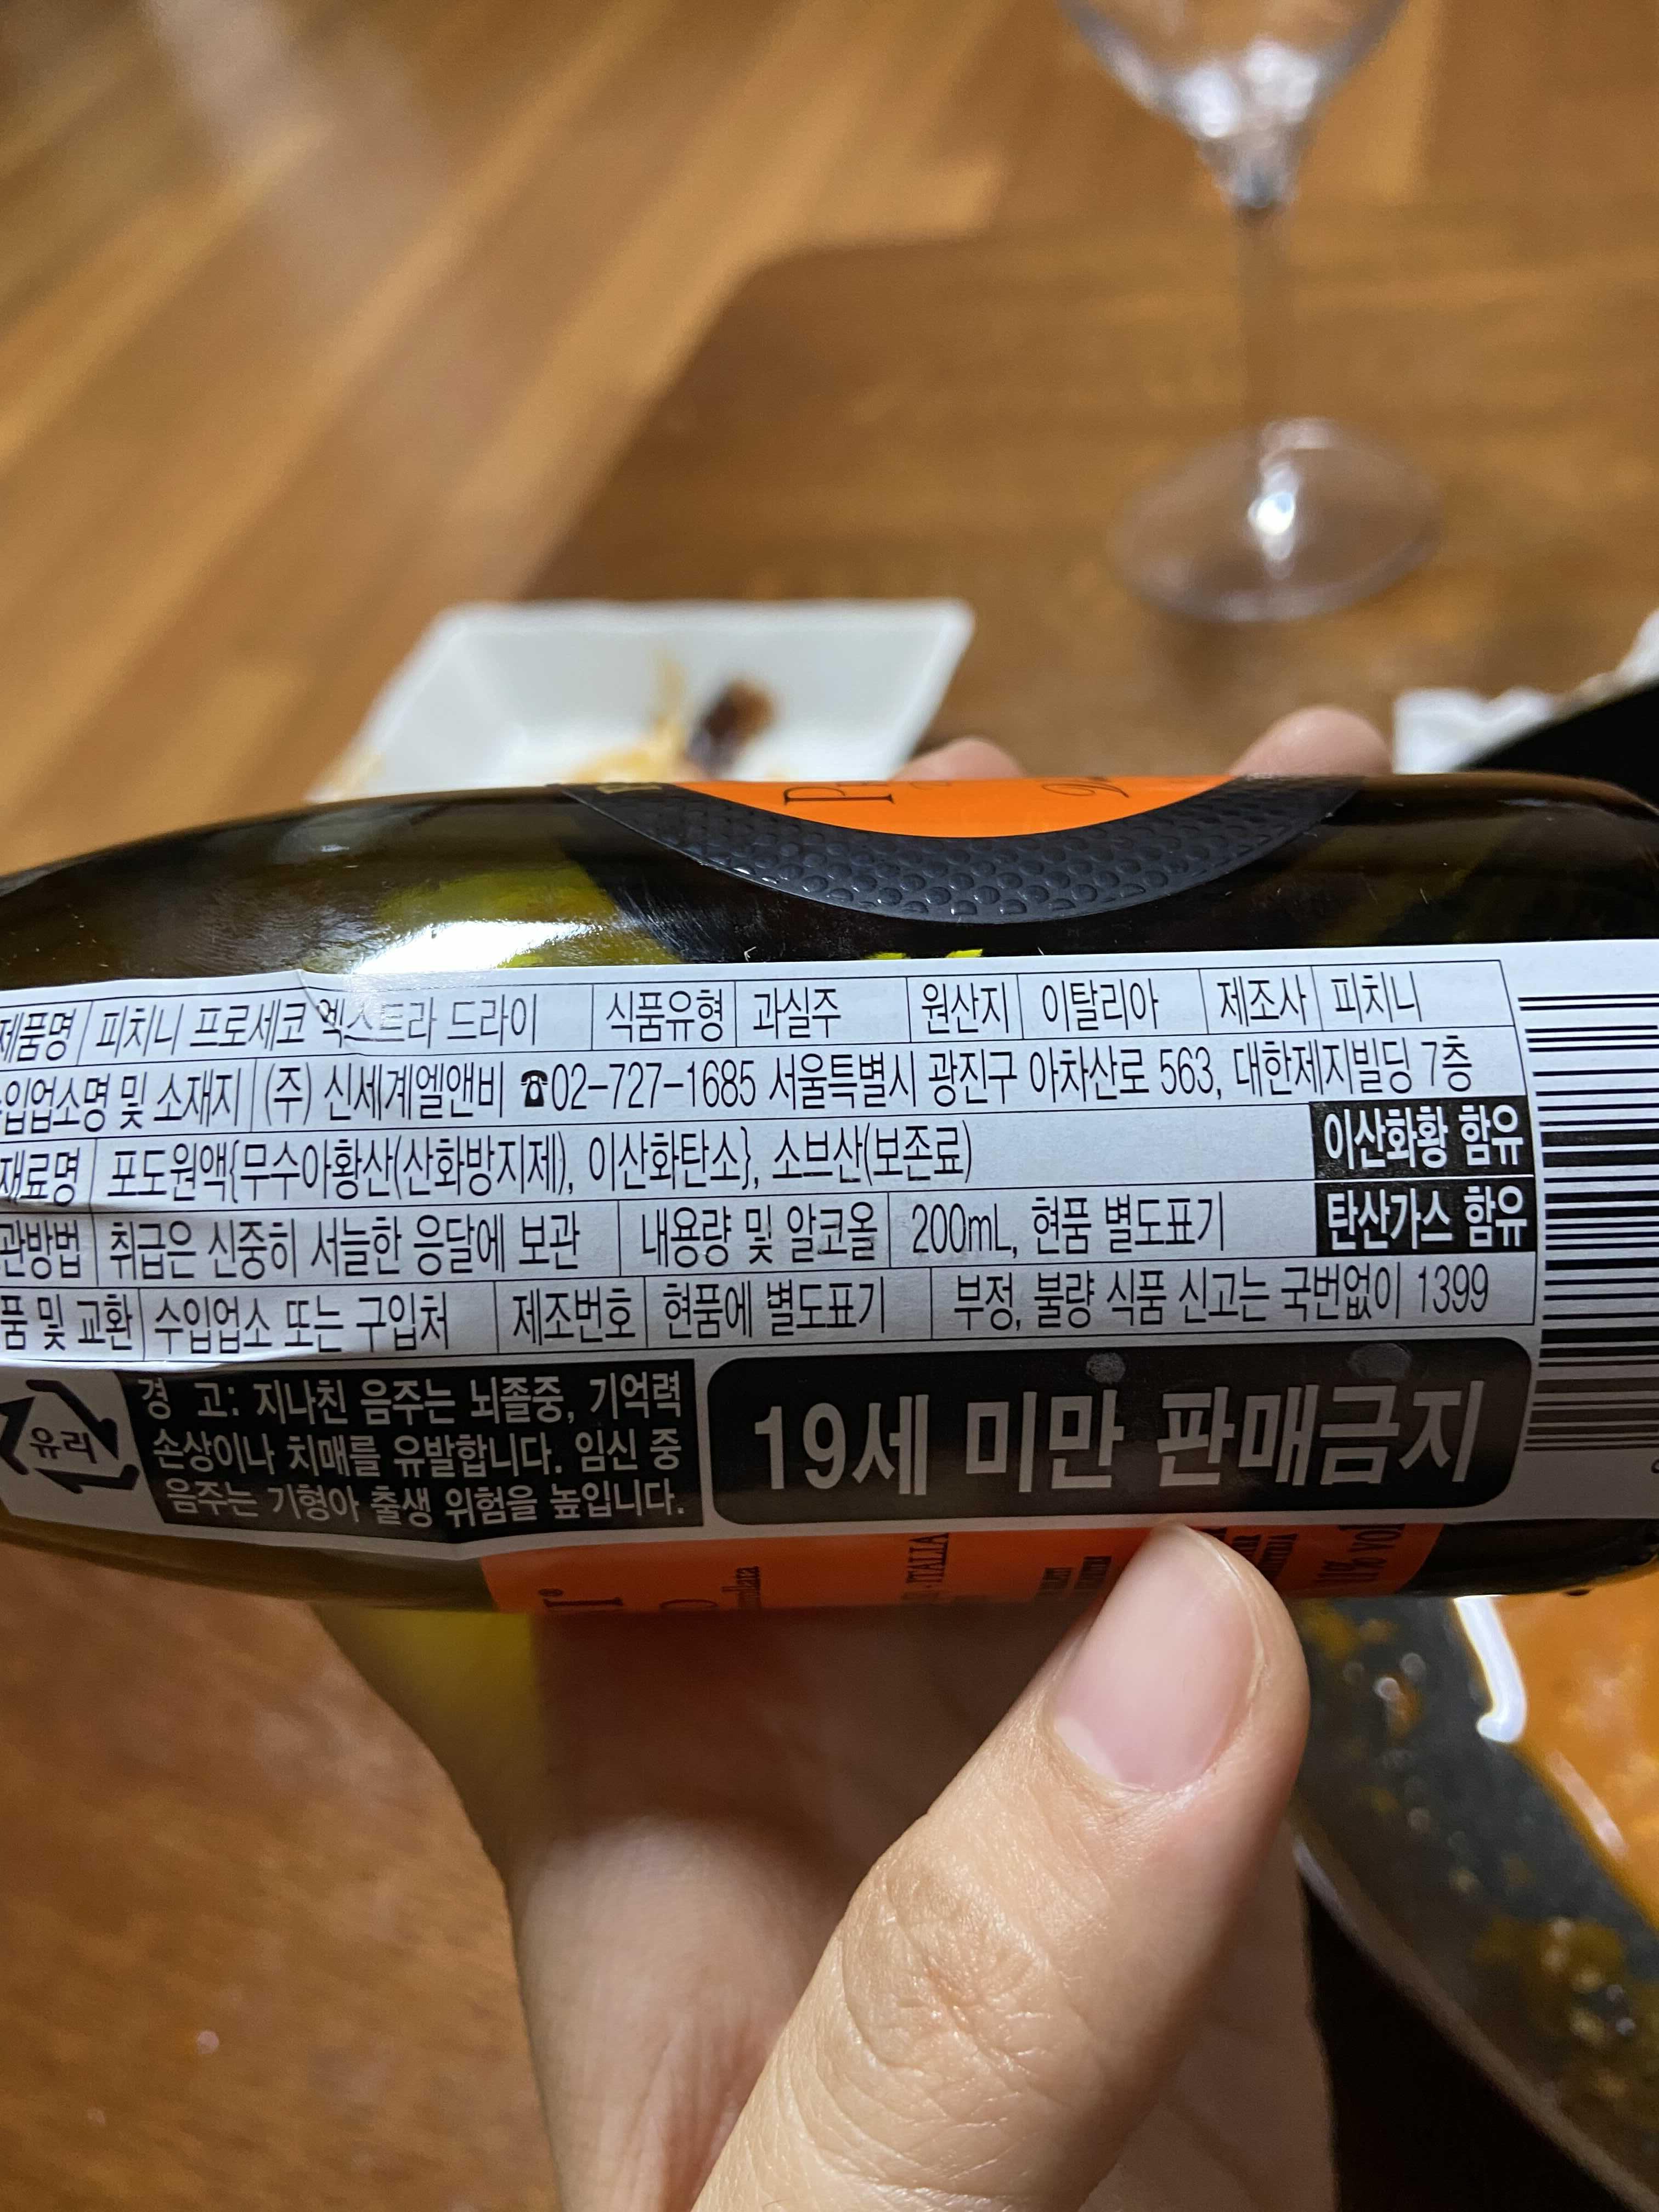 제품명 피치니 프로세코 엑스트라 드라이 식품유형 과실주 원산지 이탈리아 제조사 피치니
입업소명 및 소재지 (주) 신세계엘앤비 ☎02-727-1685 서울특별시 광진구 아차산로 563, 대한제지빌딩 7층
재료명 포도원액{무수아황산(산화방지제), 이산화탄소}, 소브산(보존료) 이산화황 함유
관방법 취급은 신중히 서늘한 응달에 보관 내용량 및 알코올 200mL, 현품 별도표기 탄산가스 함유
품 및 교환 수입업소 또는 구입처 제조번호 현품에 별도표기 부정, 불량 식품 신고는 국번없이 1399
유리
경 고: 지나친 음주는 뇌졸중, 기억력
손상이나 치매를 유발합니다. 임신 중
음주는 기형아 출생 위험을 높입니다.
19세 미만 판매금지
ITALIA